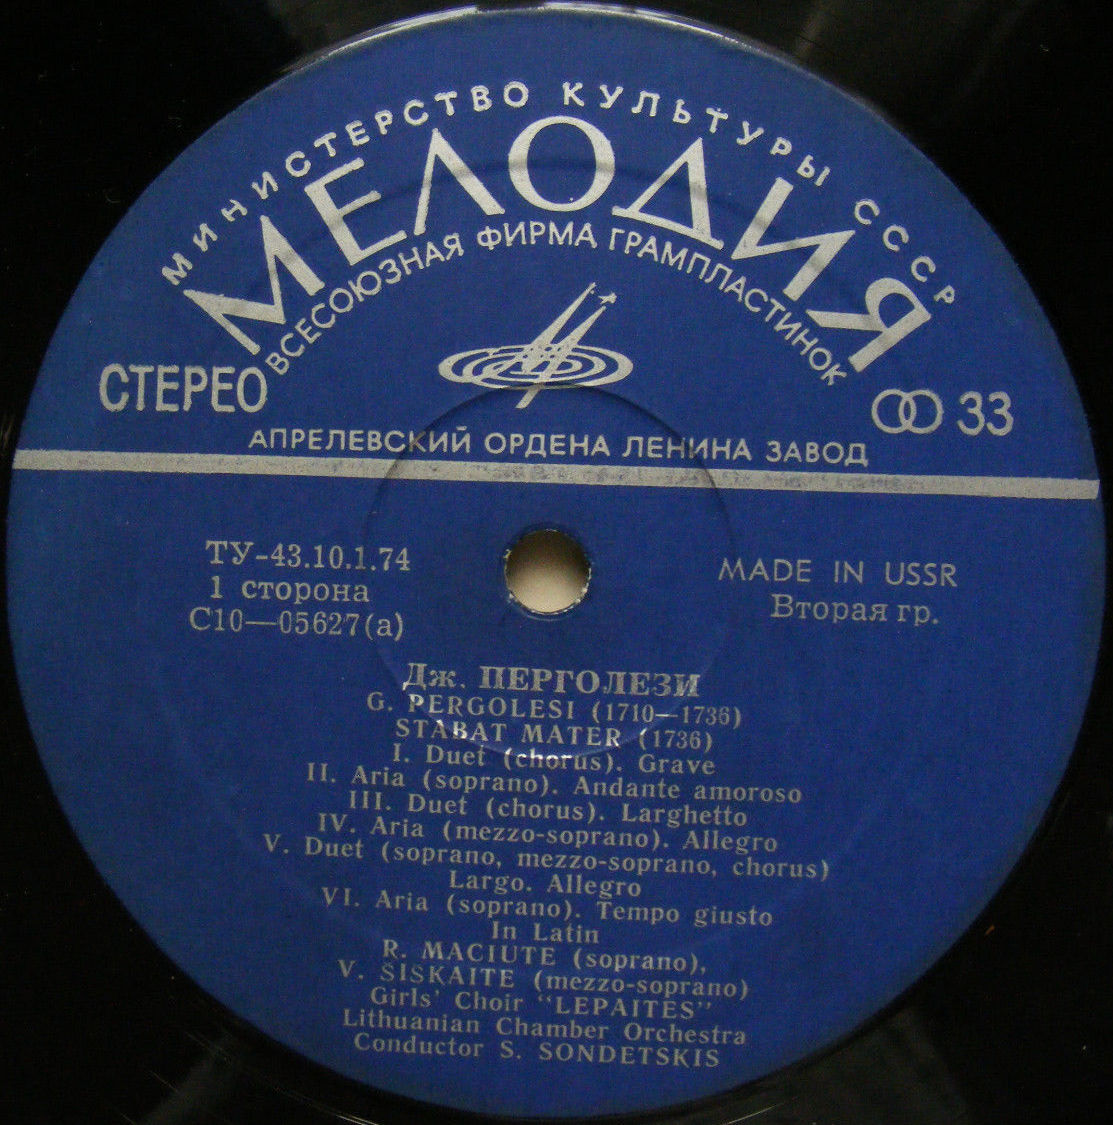 МИНИСТЕРСТВО КУЛЬТУРЫ СССР
МЕЛОДИЯ
ВСЕСОЮЗНАЯ ФИРМА ГРАМПЛАСТИНОК
СТЕРЕО
33
АПРЕЛЕВСКИЙ ОРДЕНА ЛЕНИНА ЗАВОД
ТУ-43.10.1.74
1 сторона
С10—05627(а)
MADE IN USSR
Вторая гр.
Дж. ПЕРГОЛЕЗИ
G. PERGOLESI (1710—1736)
STABAT MATER (1736)
I. Duet (chorus). Grave
II. Aria (soprano). Andante amoroso
III. Duet (chorus). Larghetto
IV. Aria (mezzo-soprano). Allegro
V. Duet (soprano, mezzo-soprano, chorus)
Largo. Allegro
VI. Aria (soprano). Tempo giusto
In Latin
R. MACIUTE (soprano),
V. SISKAITE (mezzo-soprano)
Girls' Choir "LEPAITES"
Lithuanian Chamber Orchestra
Conductor S. SONDETSKIS